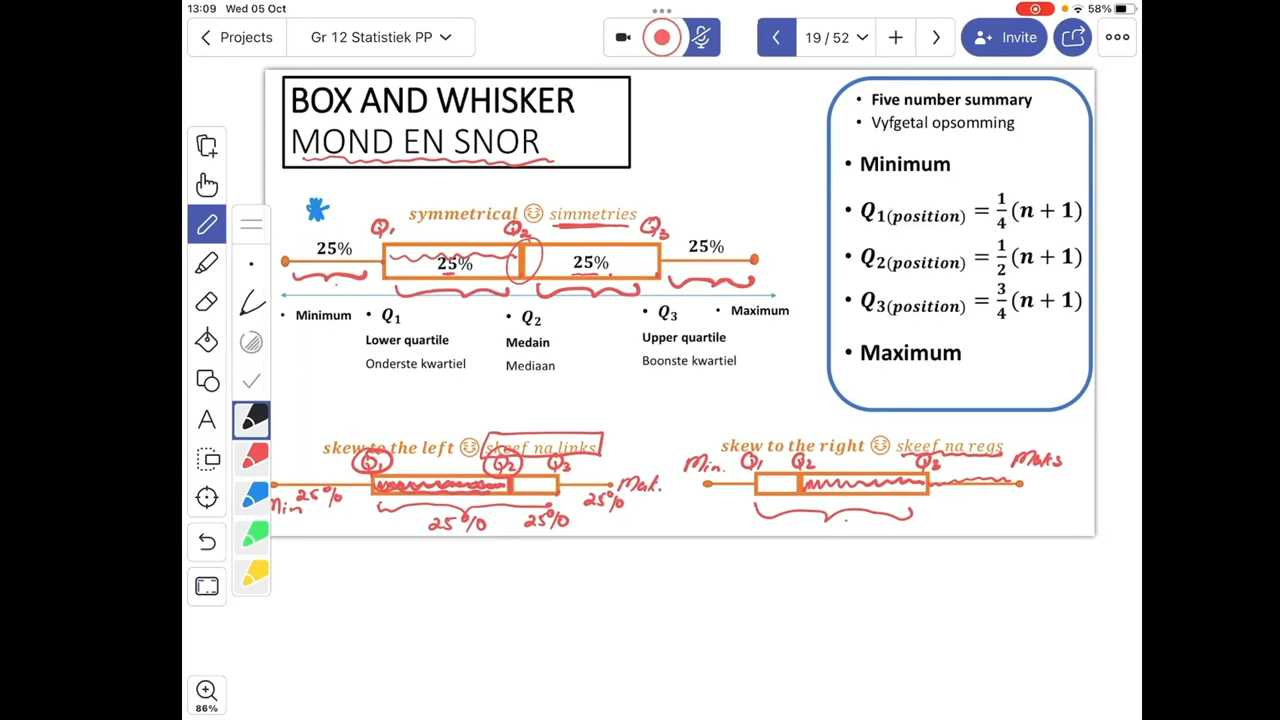 13:09 Wed 05 Oct
58%
Projects
Gr 12 Statistiek PP
19 / 52
Invite
BOX AND WHISKER
MOND EN SNOR
symmetrical simmetries
Q1 Q2 Q3
25% 25% 25% 25%
• Minimum • Q1 • Q2 • Q3 • Maximum
Lower quartile Medain Upper quartile
Onderste kwartiel Mediaan Boonste kwartiel
• Five number summary
• Vyfgetal opsomming
• Minimum
• Q1(position) = 1/4 (n + 1)
• Q2(position) = 1/2 (n + 1)
• Q3(position) = 3/4 (n + 1)
• Maximum
skew to the left skeef na links
Q1 Q2 Q3
Min 25% Mak.
25% 25% 25%
skew to the right skeef na regs
Min. Q1 Q2 Q3 Maks
86%